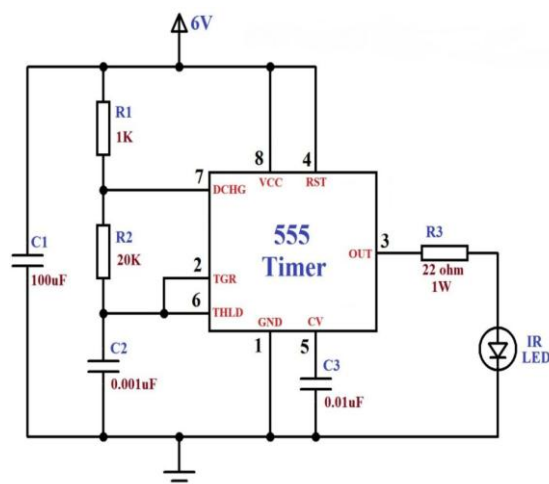 6V
R1
1K
7
DCHG
8
VCC
4
RST
C1
100uF
R2
20K
555
Timer
2
TGR
6
THLD
OUT
3
R3
22 ohm
1W
GND
CV
1
5
C2
0.001uF
C3
0.01uF
IR
LED